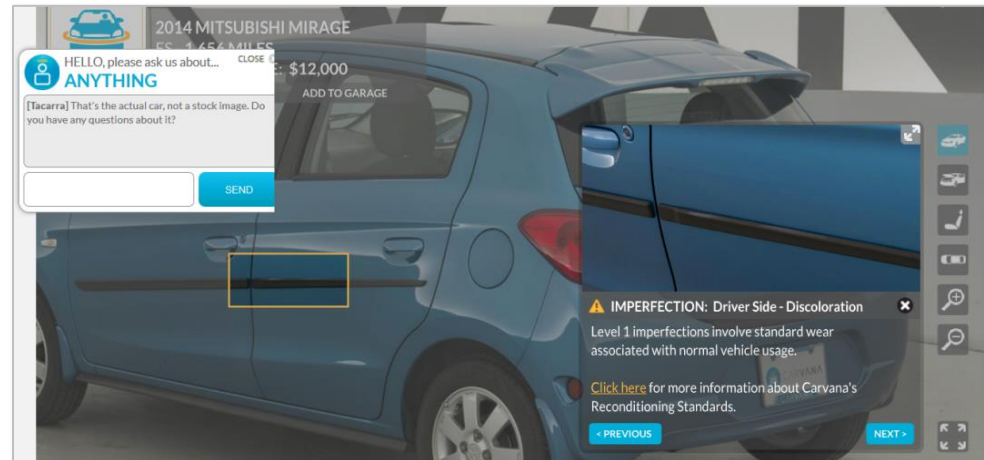 2014 MITSUBISHI MIRAGE
ES - 1,656 MILES
$12,000
ADD TO GARAGE
HELLO, please ask us about...
CLOSE
ANYTHING
[Tacarra] That's the actual car, not a stock image. Do
you have any questions about it?
SEND
IMPERFECTION: Driver Side - Discoloration
Level 1 imperfections involve standard wear
associated with normal vehicle usage.
Click here for more information about Carvana's
Reconditioning Standards.
< PREVIOUS
NEXT >
CARVANA